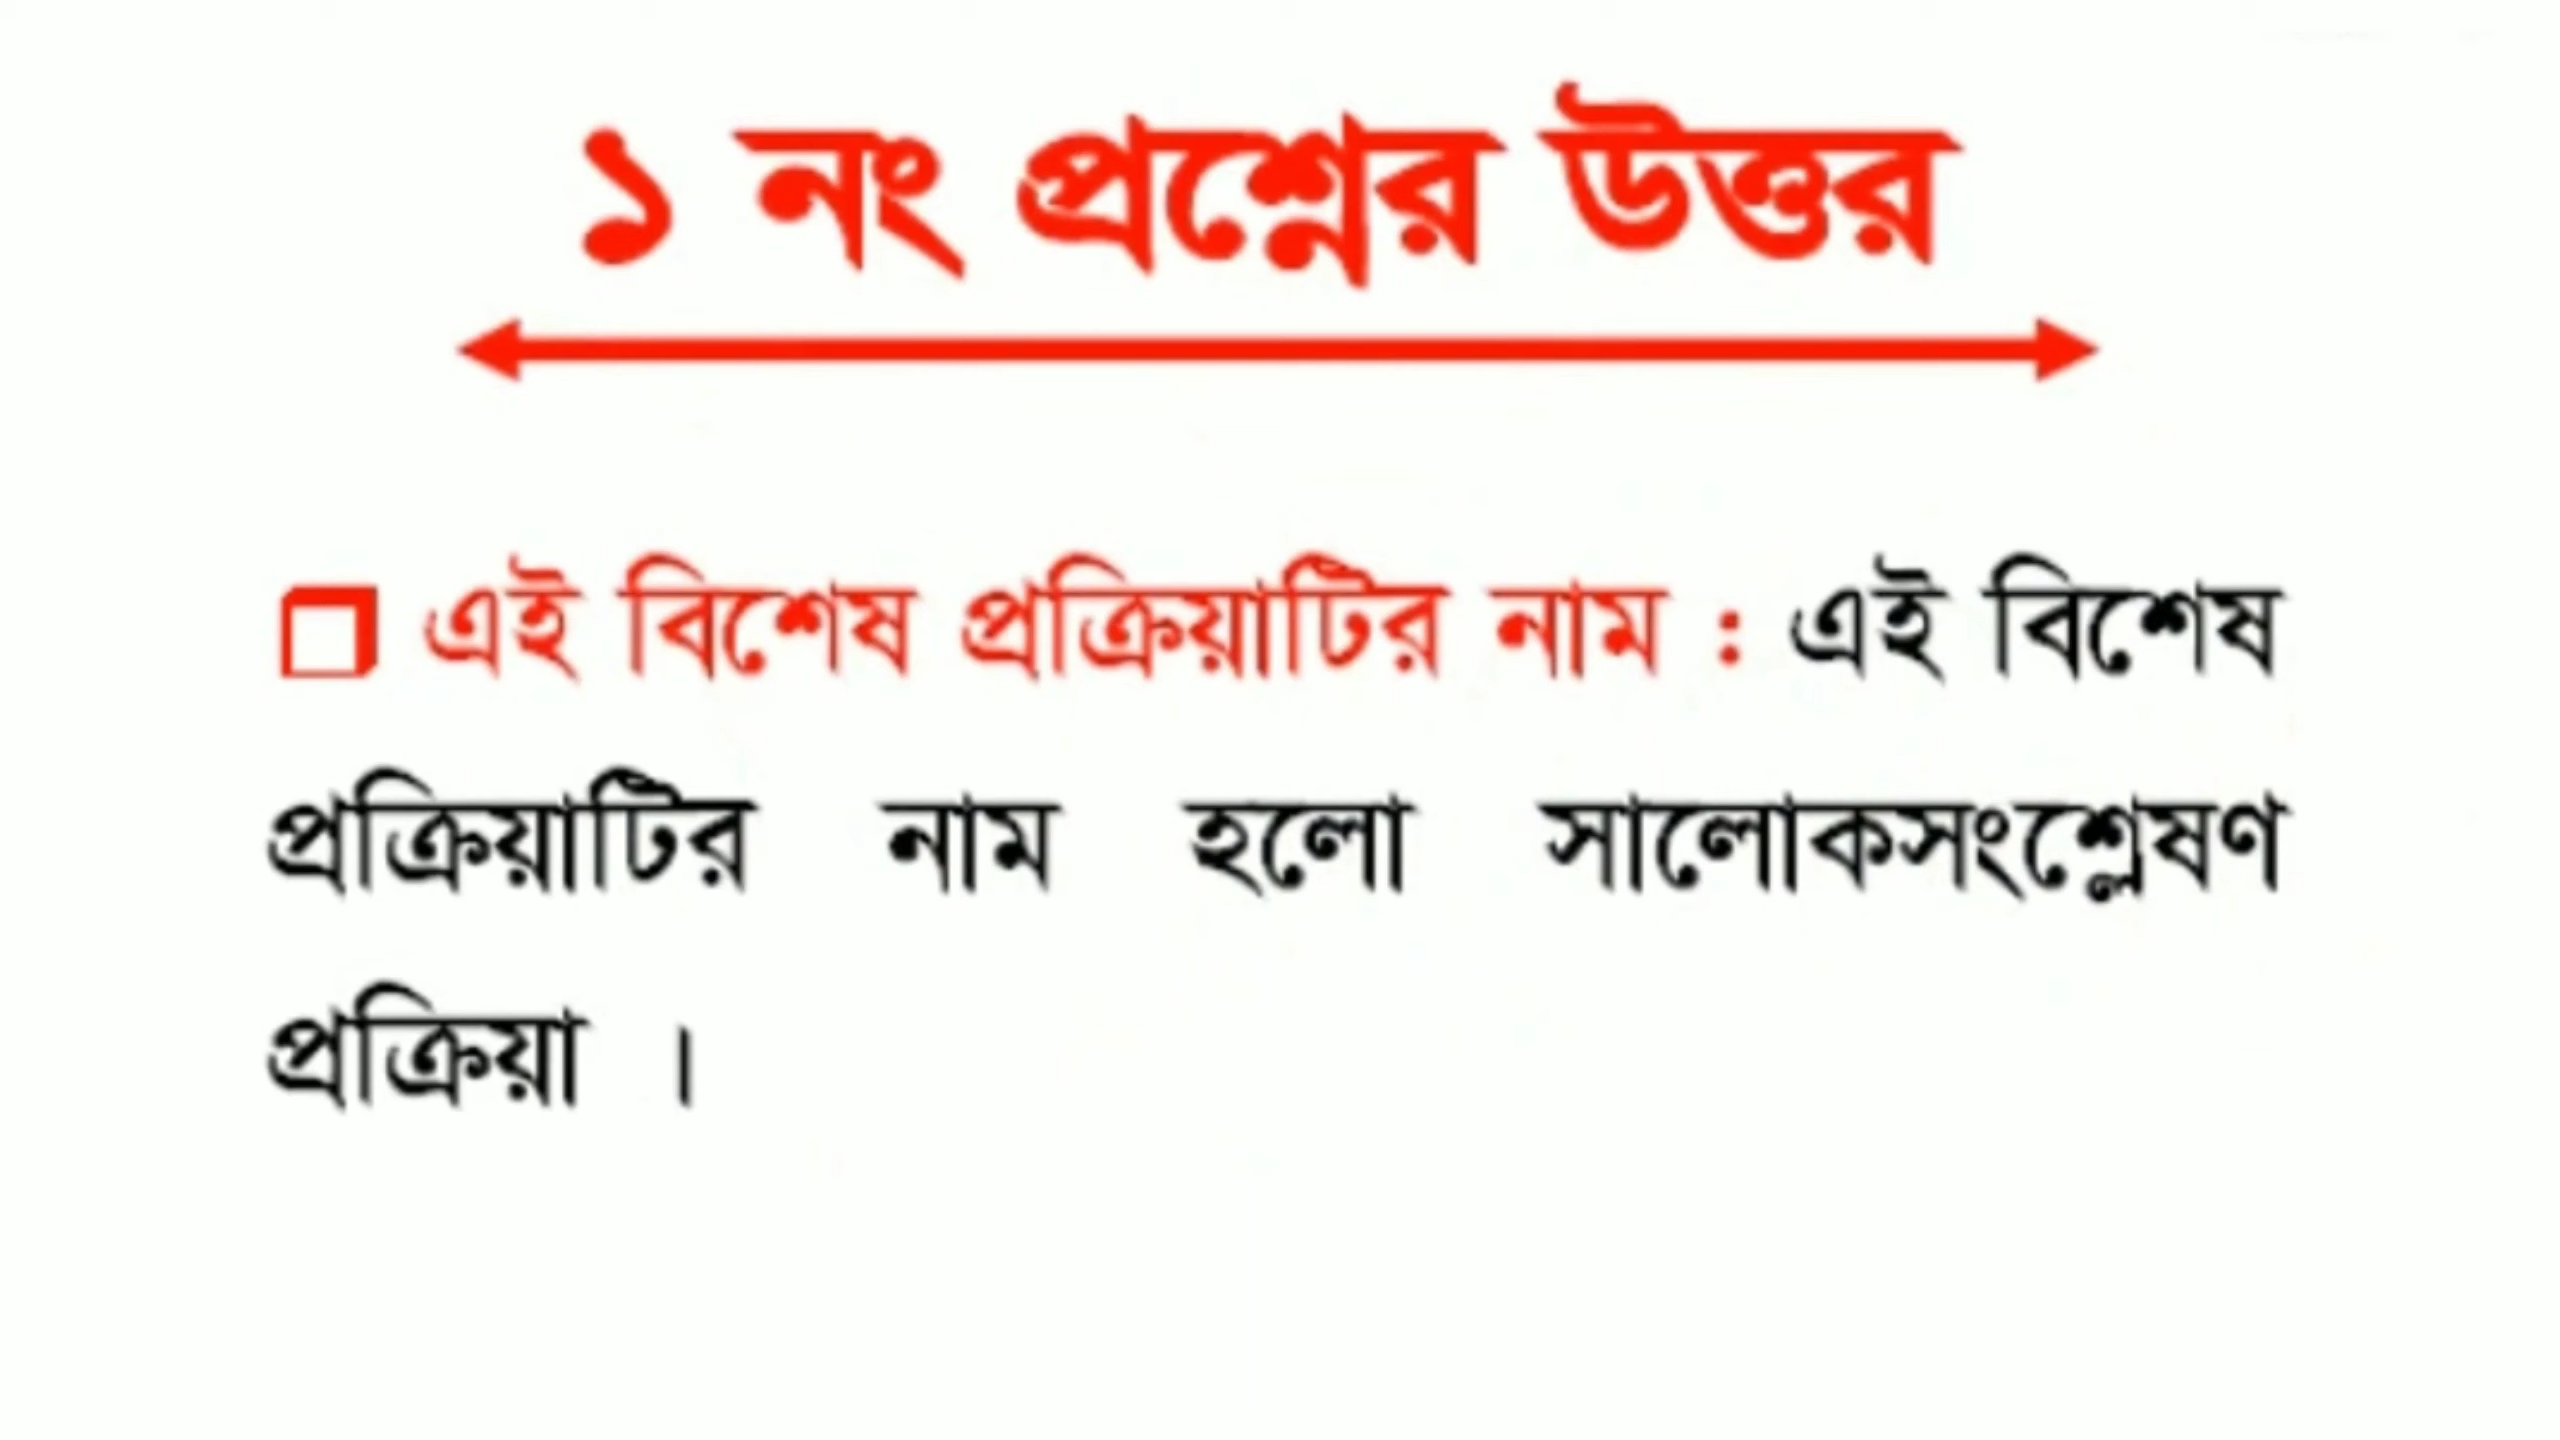 ১ নং প্রশ্নের উত্তর
❒ এই বিশেষ প্রক্রিয়াটির নাম : এই বিশেষ
প্রক্রিয়াটির নাম হলো সালোকসংশ্লেষণ
প্রক্রিয়া ।